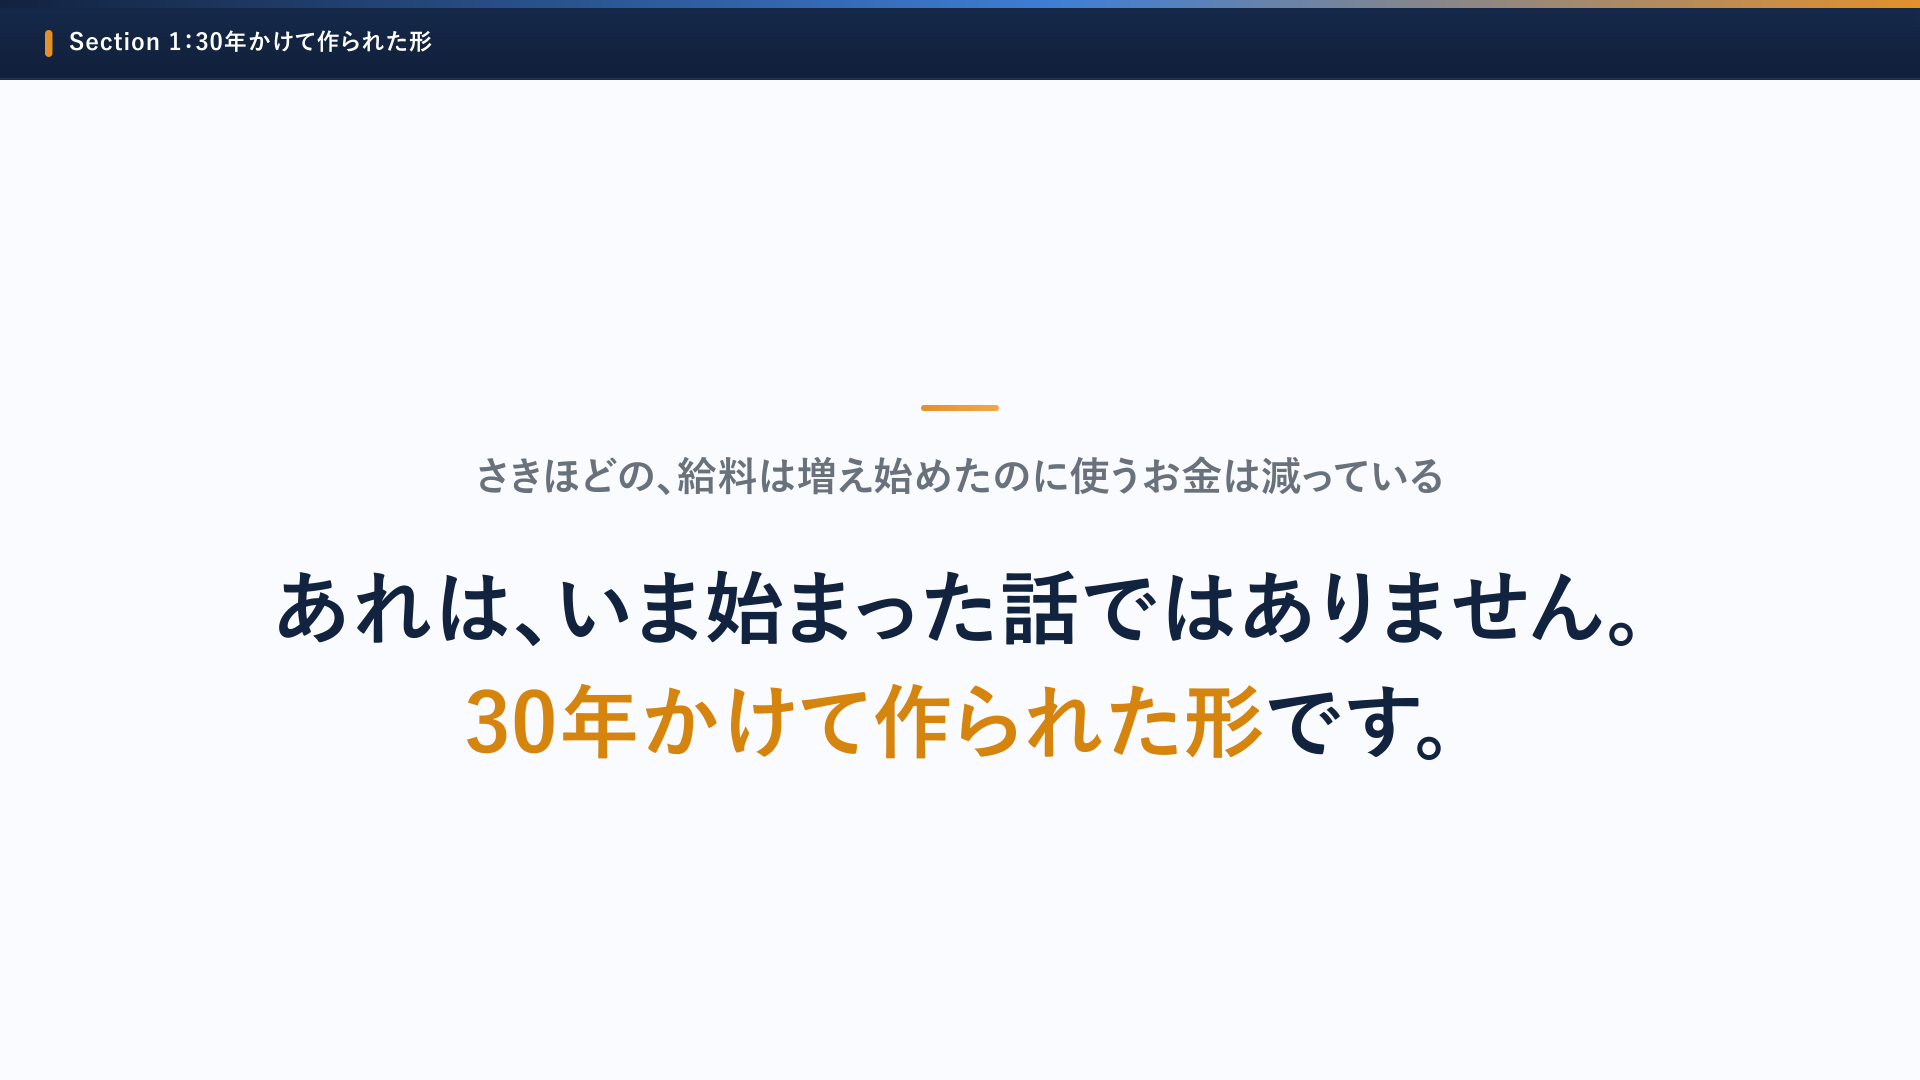 Section 1：30年かけて作られた形
さきほどの、給料は増え始めたのに使うお金は減っている
あれは、いま始まった話ではありません。
30年かけて作られた形です。